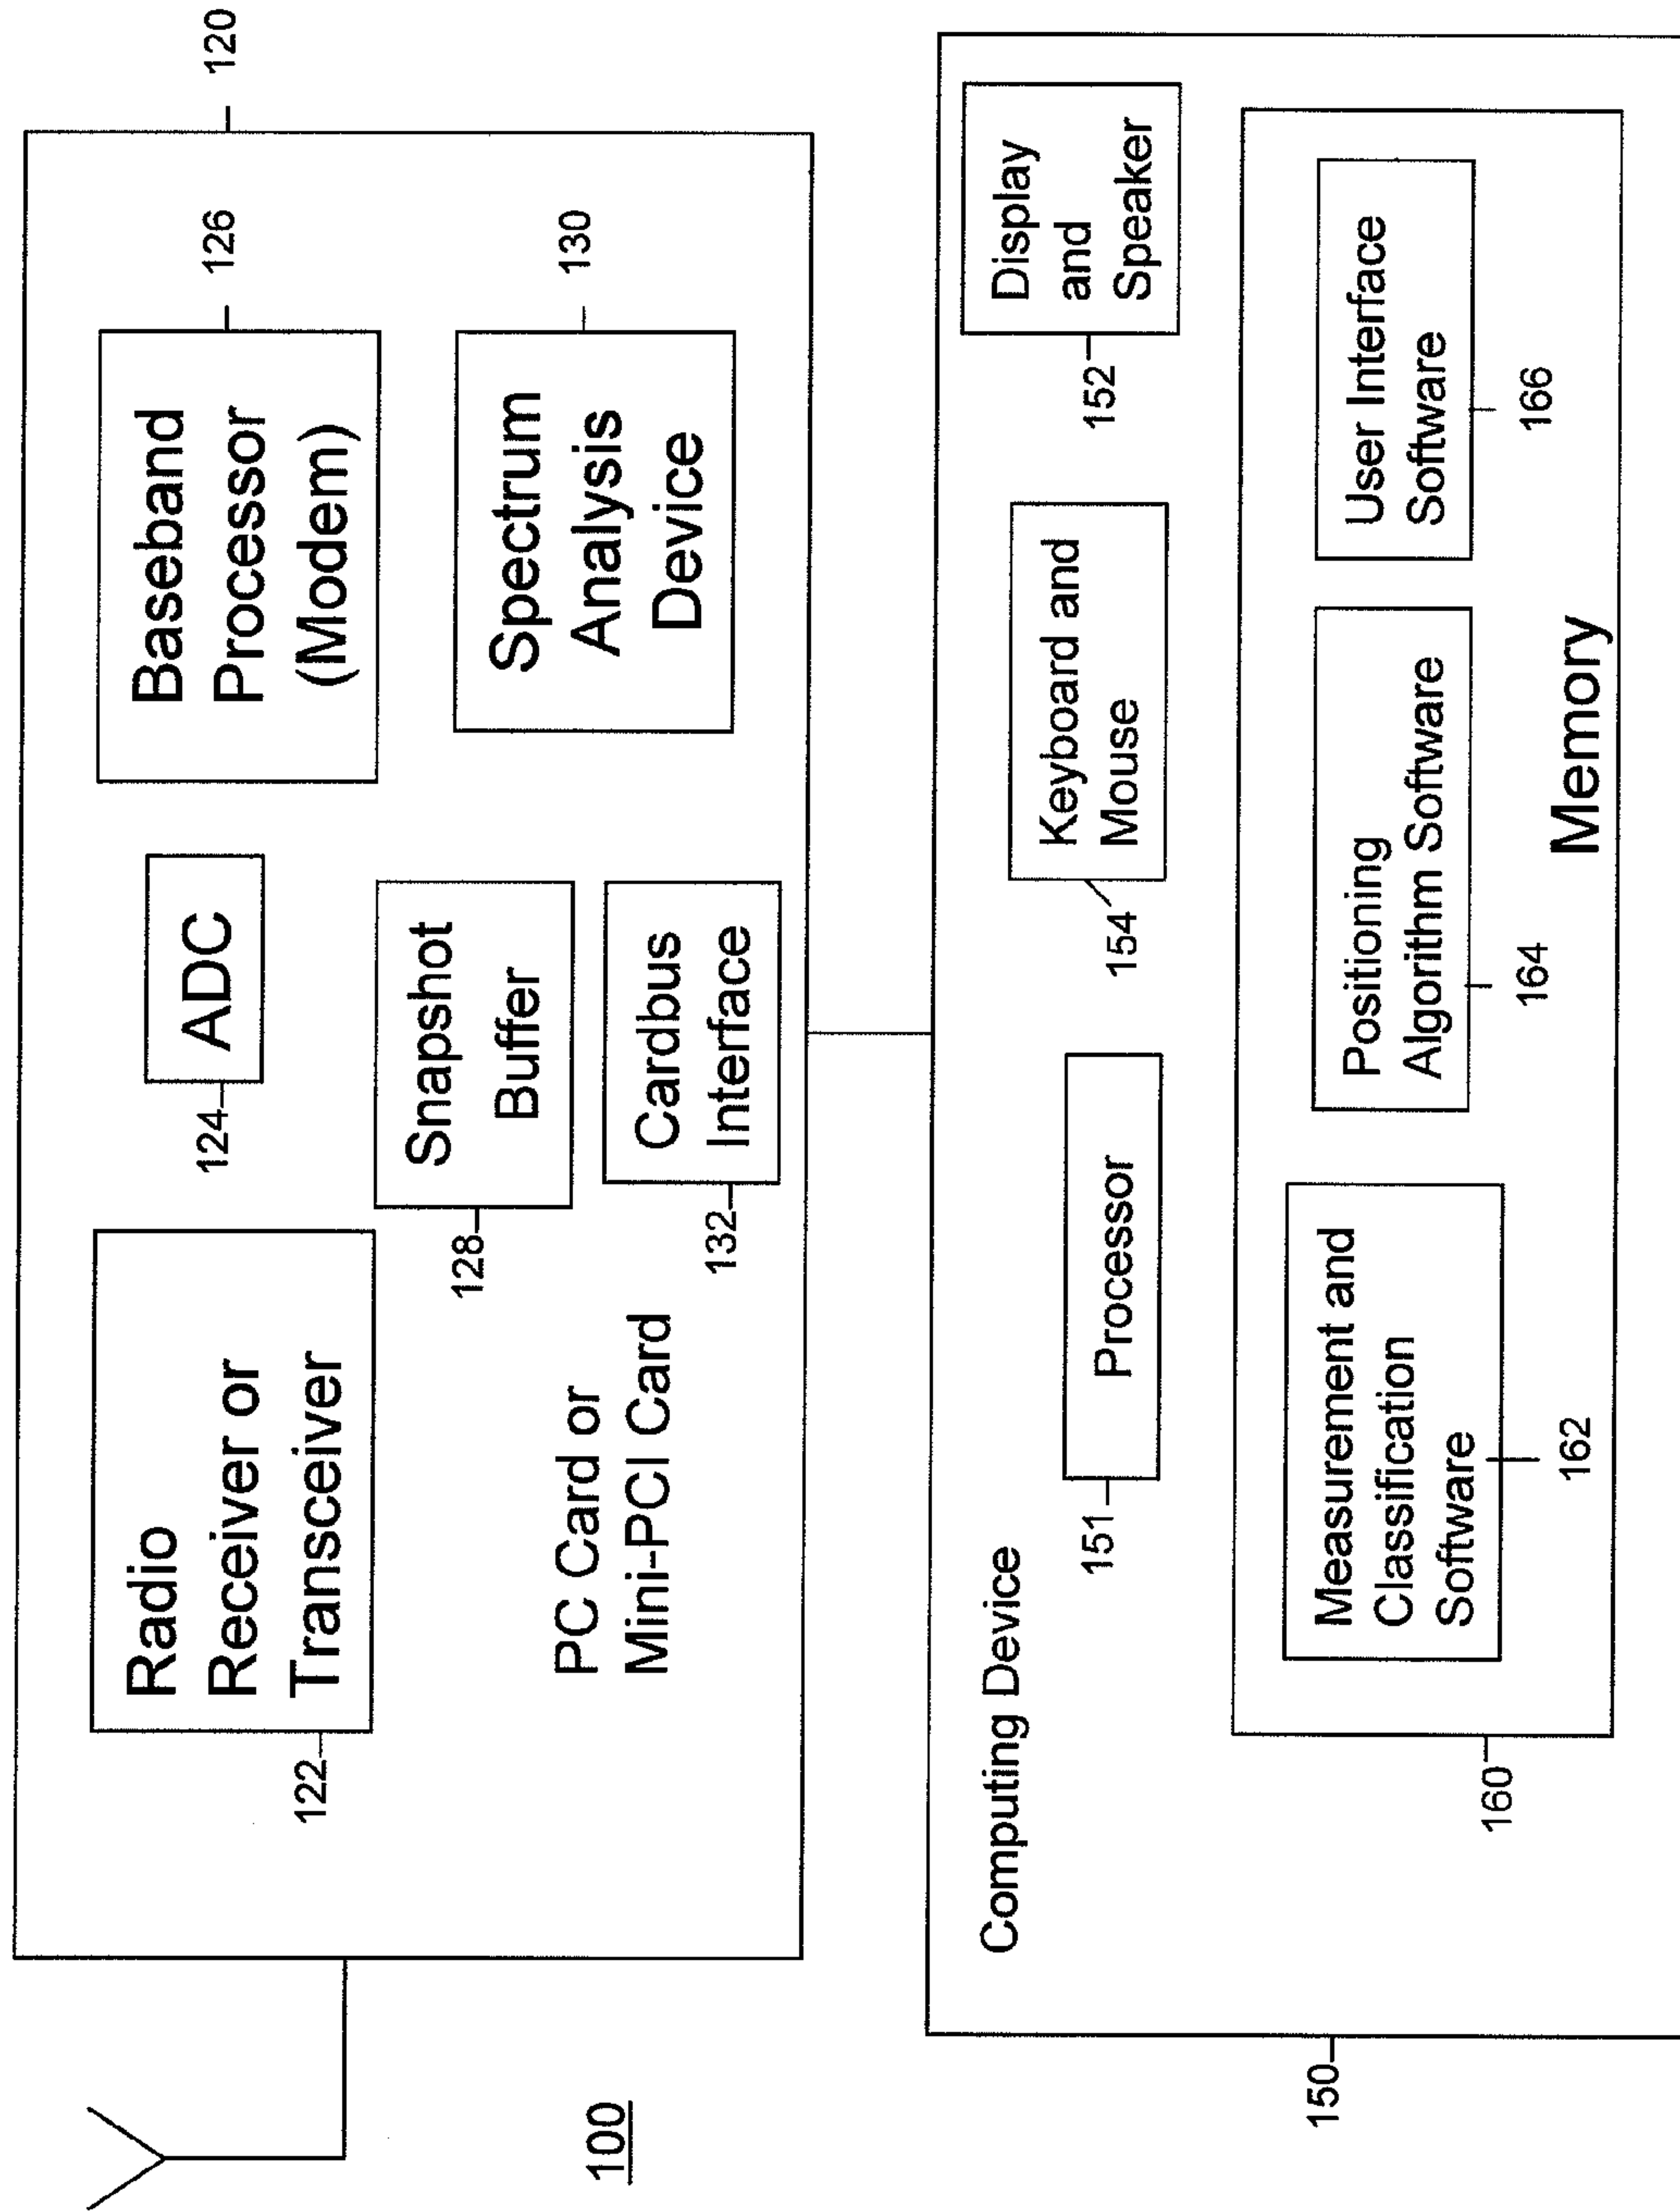 100
120
Radio
Receiver or
Transceiver
122
ADC
124
Baseband
Processor
(Modem)
126
Snapshot
Buffer
128
Spectrum
Analysis
Device
130
Cardbus
Interface
132
PC Card or
Mini-PCI Card
Computing Device
150
Processor
151
Keyboard and
Mouse
154
Display
and
Speaker
152
Measurement and
Classification
Software
162
Positioning
Algorithm Software
164
User Interface
Software
166
Memory
160